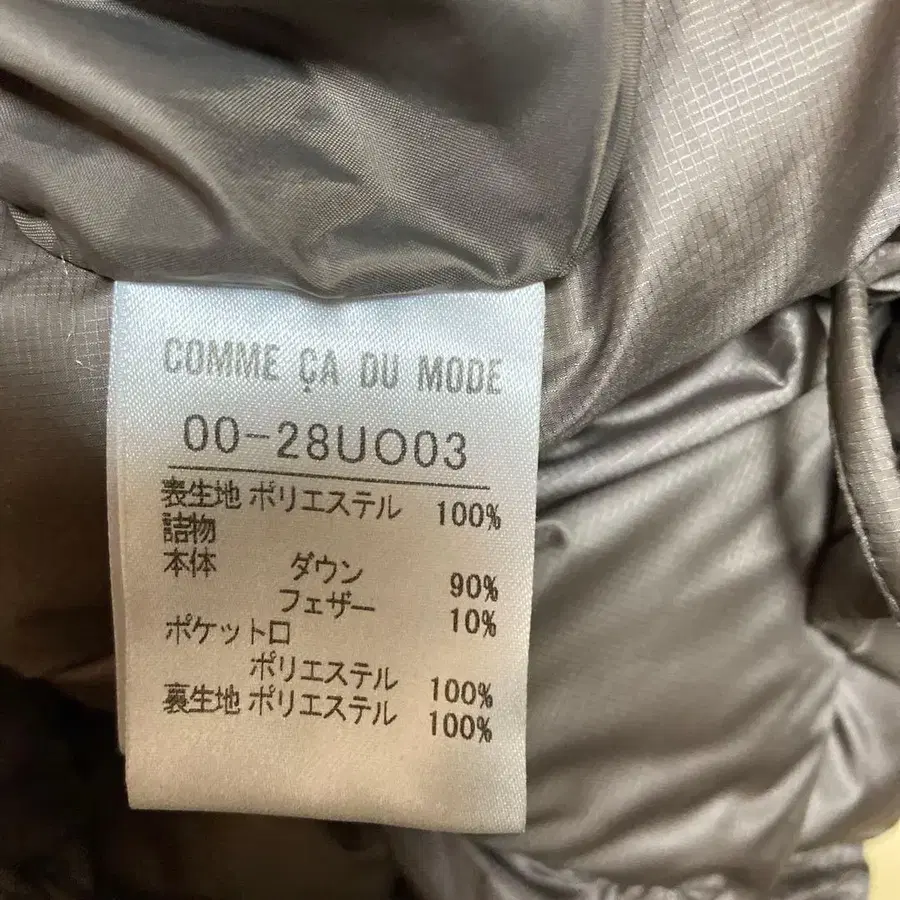 COMME ÇA DU MODE
00-28UO03
表生地 ポリエステル 100%
詰物
本体 ダウン 90%
フェザー 10%
ポケット口
ポリエステル 100%
裏生地 ポリエステル 100%